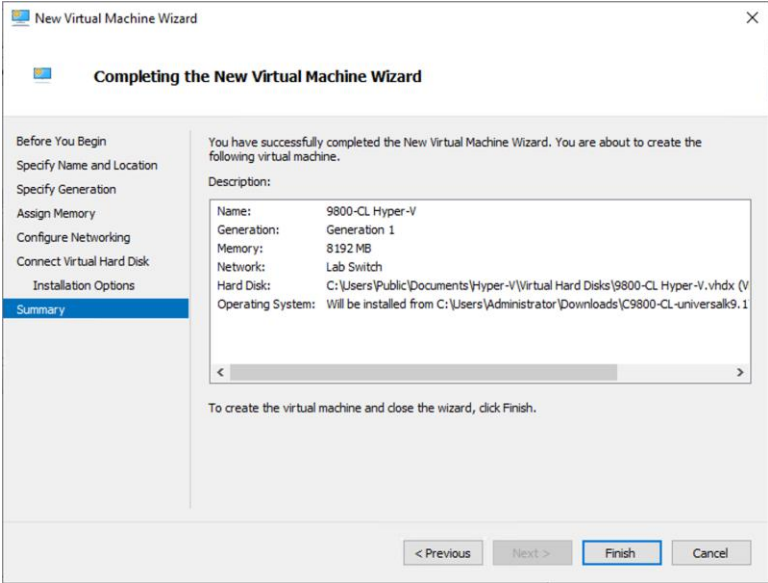 New Virtual Machine Wizard
Completing the New Virtual Machine Wizard
Before You Begin
Specify Name and Location
Specify Generation
Assign Memory
Configure Networking
Connect Virtual Hard Disk
Installation Options
Summary
You have successfully completed the New Virtual Machine Wizard. You are about to create the
following virtual machine.
Description:
Name: 9800-CL Hyper-V
Generation: Generation 1
Memory: 8192 MB
Network: Lab Switch
Hard Disk: C:\Users\Public\Documents\Hyper-V\Virtual Hard Disks\9800-CL Hyper-V.vhdx (V
Operating System: Will be installed from C:\Users\Administrator\Downloads\C9800-CL-universalk9.1
To create the virtual machine and close the wizard, click Finish.
< Previous Next > Finish Cancel